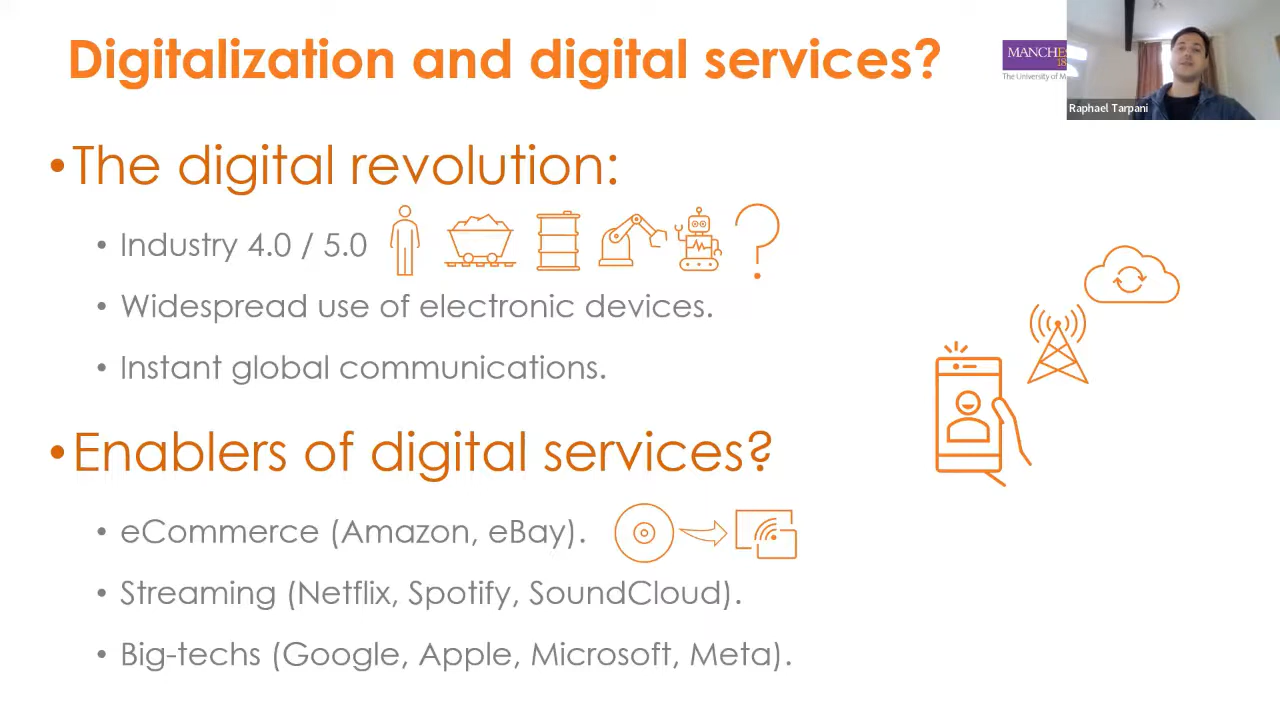 Digitalization and digital services?
MANCHES
18
The University of M
Raphael Tarpani
•The digital revolution:
• Industry 4.0 / 5.0
?
• Widespread use of electronic devices.
• Instant global communications.
•Enablers of digital services?
• eCommerce (Amazon, eBay).
• Streaming (Netflix, Spotify, SoundCloud).
• Big-techs (Google, Apple, Microsoft, Meta).